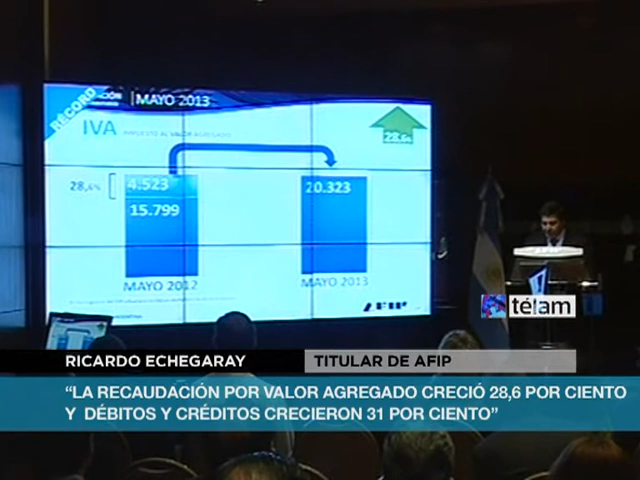 RÉCORD
MAYO 2013
IVA IMPUESTO AL VALOR AGREGADO
28,6%
28,6%
4.523
20.323
15.799
MAYO 2012
MAYO 2013
AFIP
télam
RICARDO ECHEGARAY
TITULAR DE AFIP
“LA RECAUDACIÓN POR VALOR AGREGADO CRECIÓ 28,6 POR CIENTO
Y DÉBITOS Y CRÉDITOS CRECIERON 31 POR CIENTO”